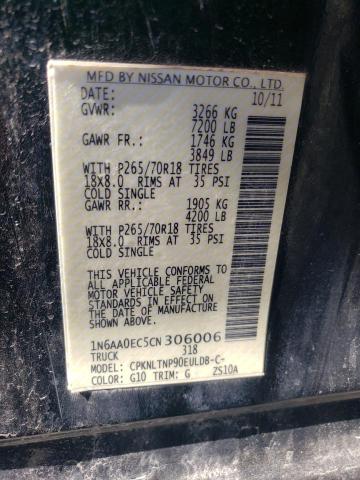 MFD BY NISSAN MOTOR CO., LTD.
DATE: 10/11
GVWR: 3266 KG
7200 LB
GAWR FR.: 1746 KG
3849 LB
WITH P265/70R18 TIRES
18X8.0 RIMS AT 35 PSI
COLD SINGLE
GAWR RR.: 1905 KG
4200 LB
WITH P265/70R18 TIRES
18X8.0 RIMS AT 35 PSI
COLD SINGLE
THIS VEHICLE CONFORMS TO
ALL APPLICABLE FEDERAL
MOTOR VEHICLE SAFETY
STANDARDS IN EFFECT ON
THE DATE OF MANUFACTURE
SHOWN ABOVE.
1N6AA0EC5CN306006
TRUCK 318
MODEL: CPKNLTNP90EULDB-C-
COLOR: G10 TRIM: G ZS10A